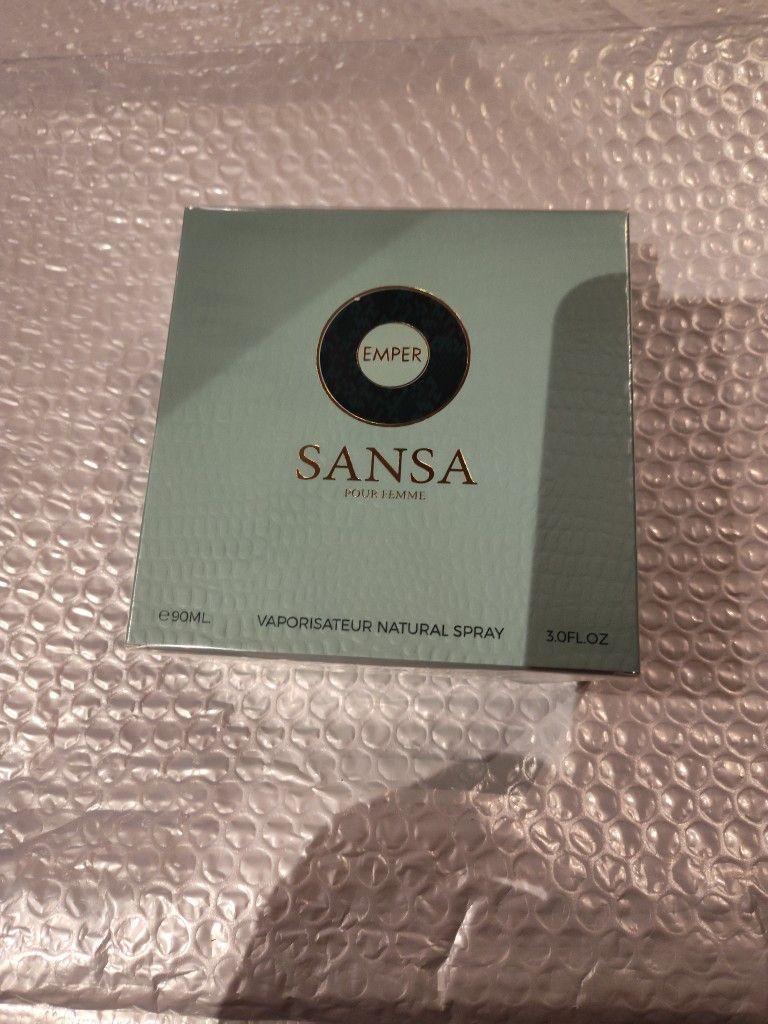 EMPER
SANSA
POUR FEMME
℮90ML VAPORISATEUR NATURAL SPRAY 3.0FL.OZ